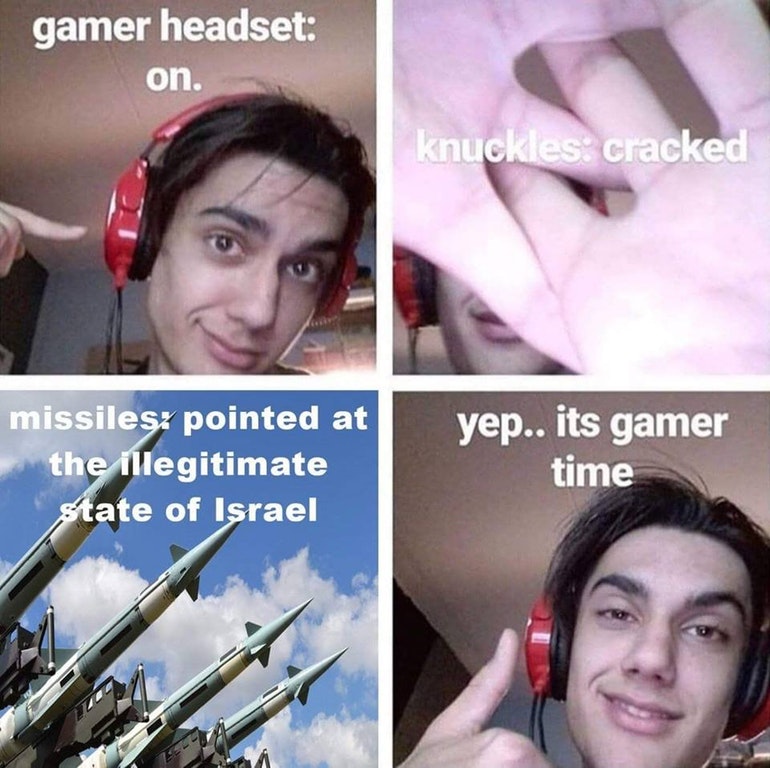 gamer headset:
on.
knuckles: cracked
missiles: pointed at
the illegitimate
state of Israel
yep.. its gamer
time